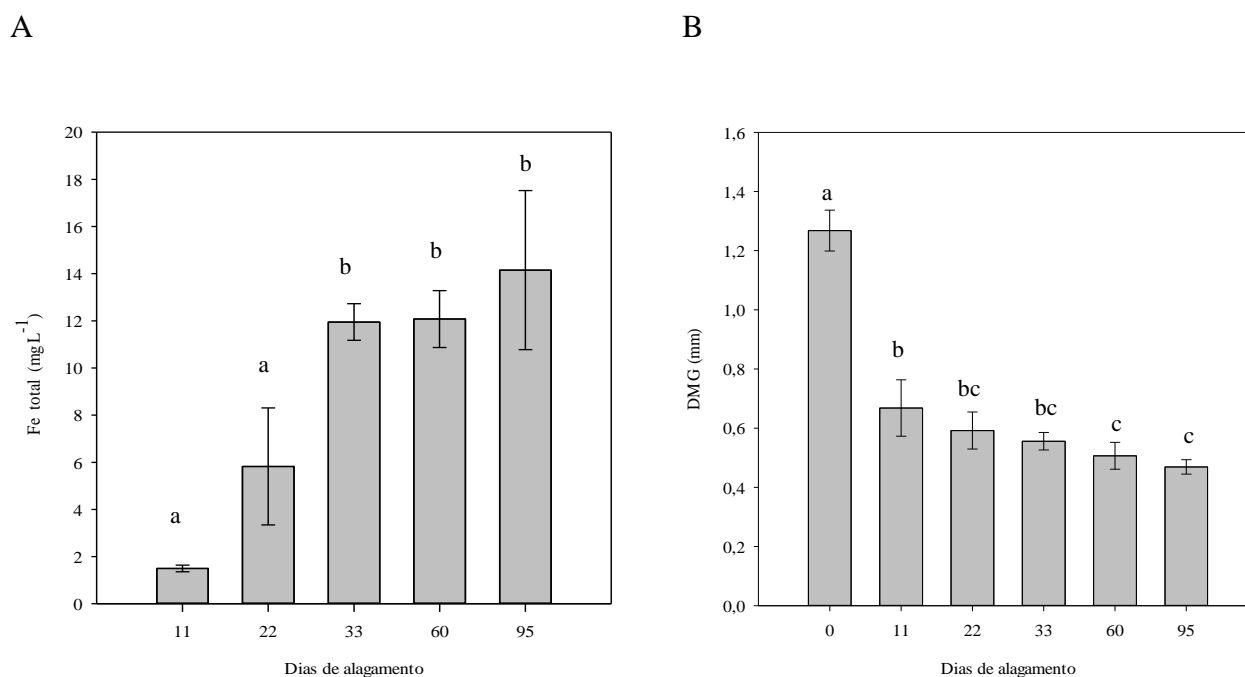 A
Fe total (mg L-1)
20
18
16
14
12
10
8
6
4
2
0
a
a
b
b
b
11
22
33
60
95
Dias de alagamento
B
DMG (mm)
1,6
1,4
1,2
1,0
0,8
0,6
0,4
0,2
0,0
a
b
bc
bc
c
c
0
11
22
33
60
95
Dias de alagamento